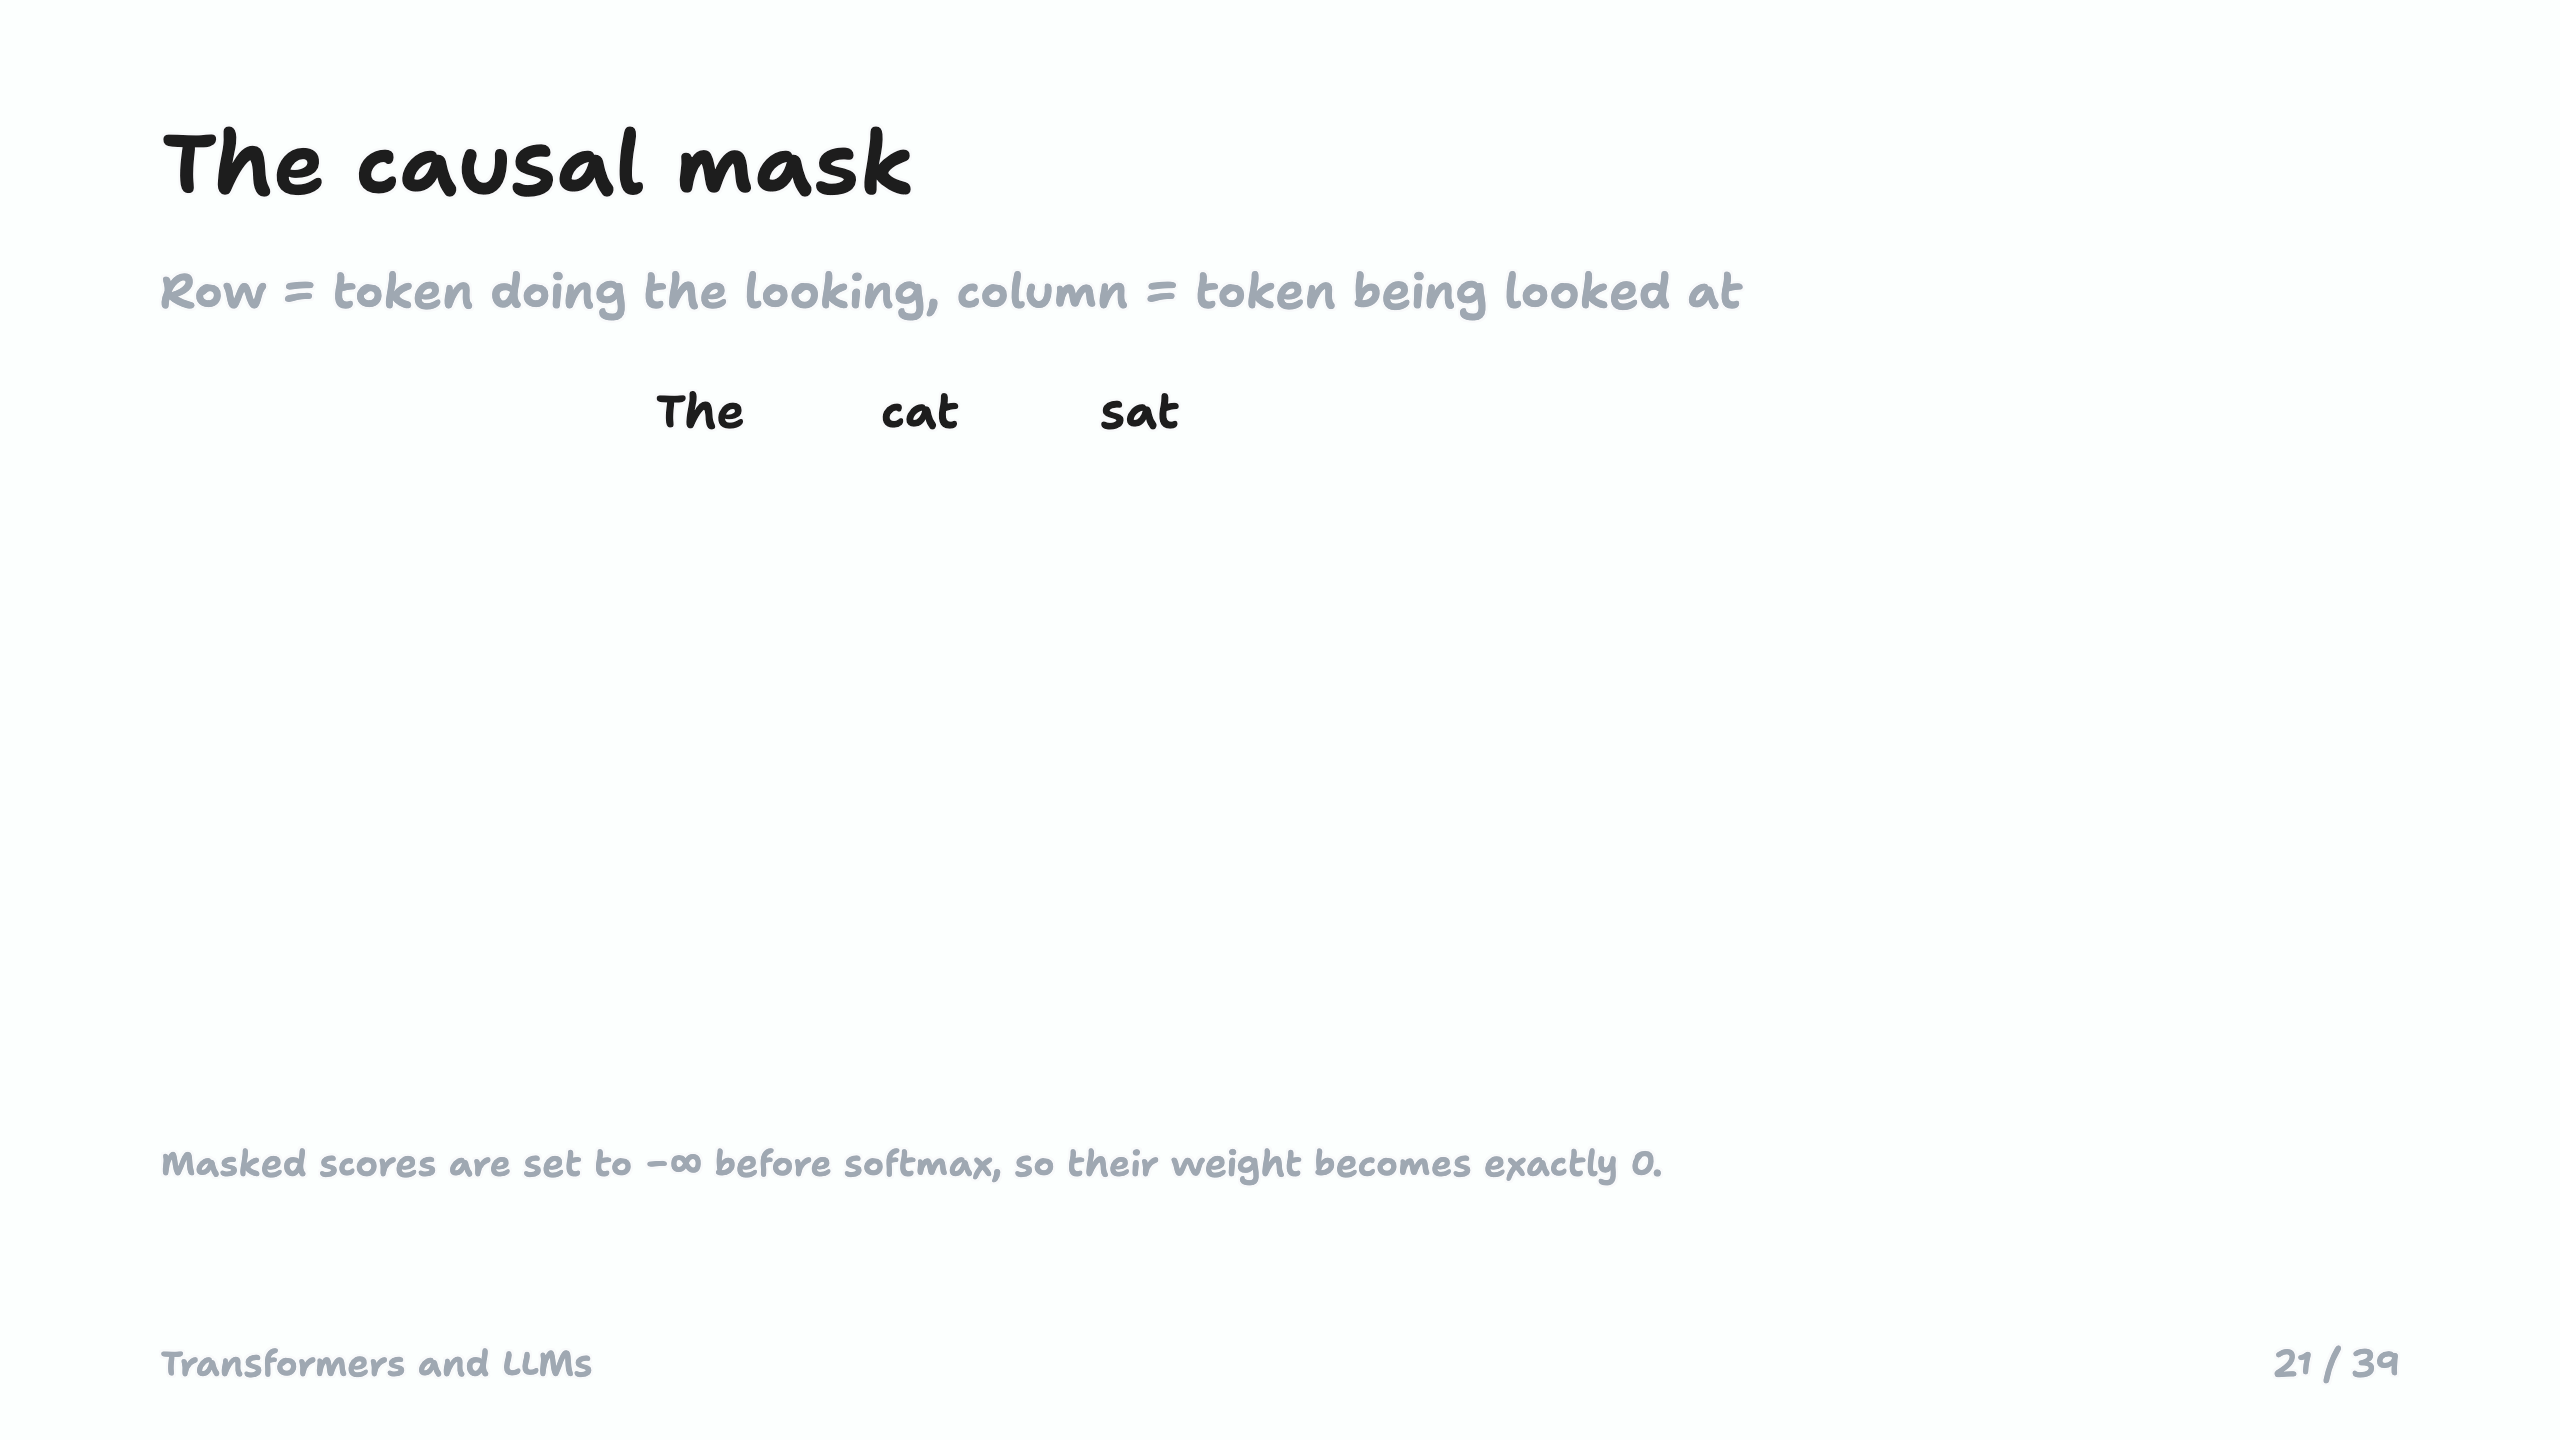 The causal mask
Row = token doing the looking, column = token being looked at
The cat sat
Masked scores are set to −∞ before softmax, so their weight becomes exactly 0.
Transformers and LLMs
21 / 39